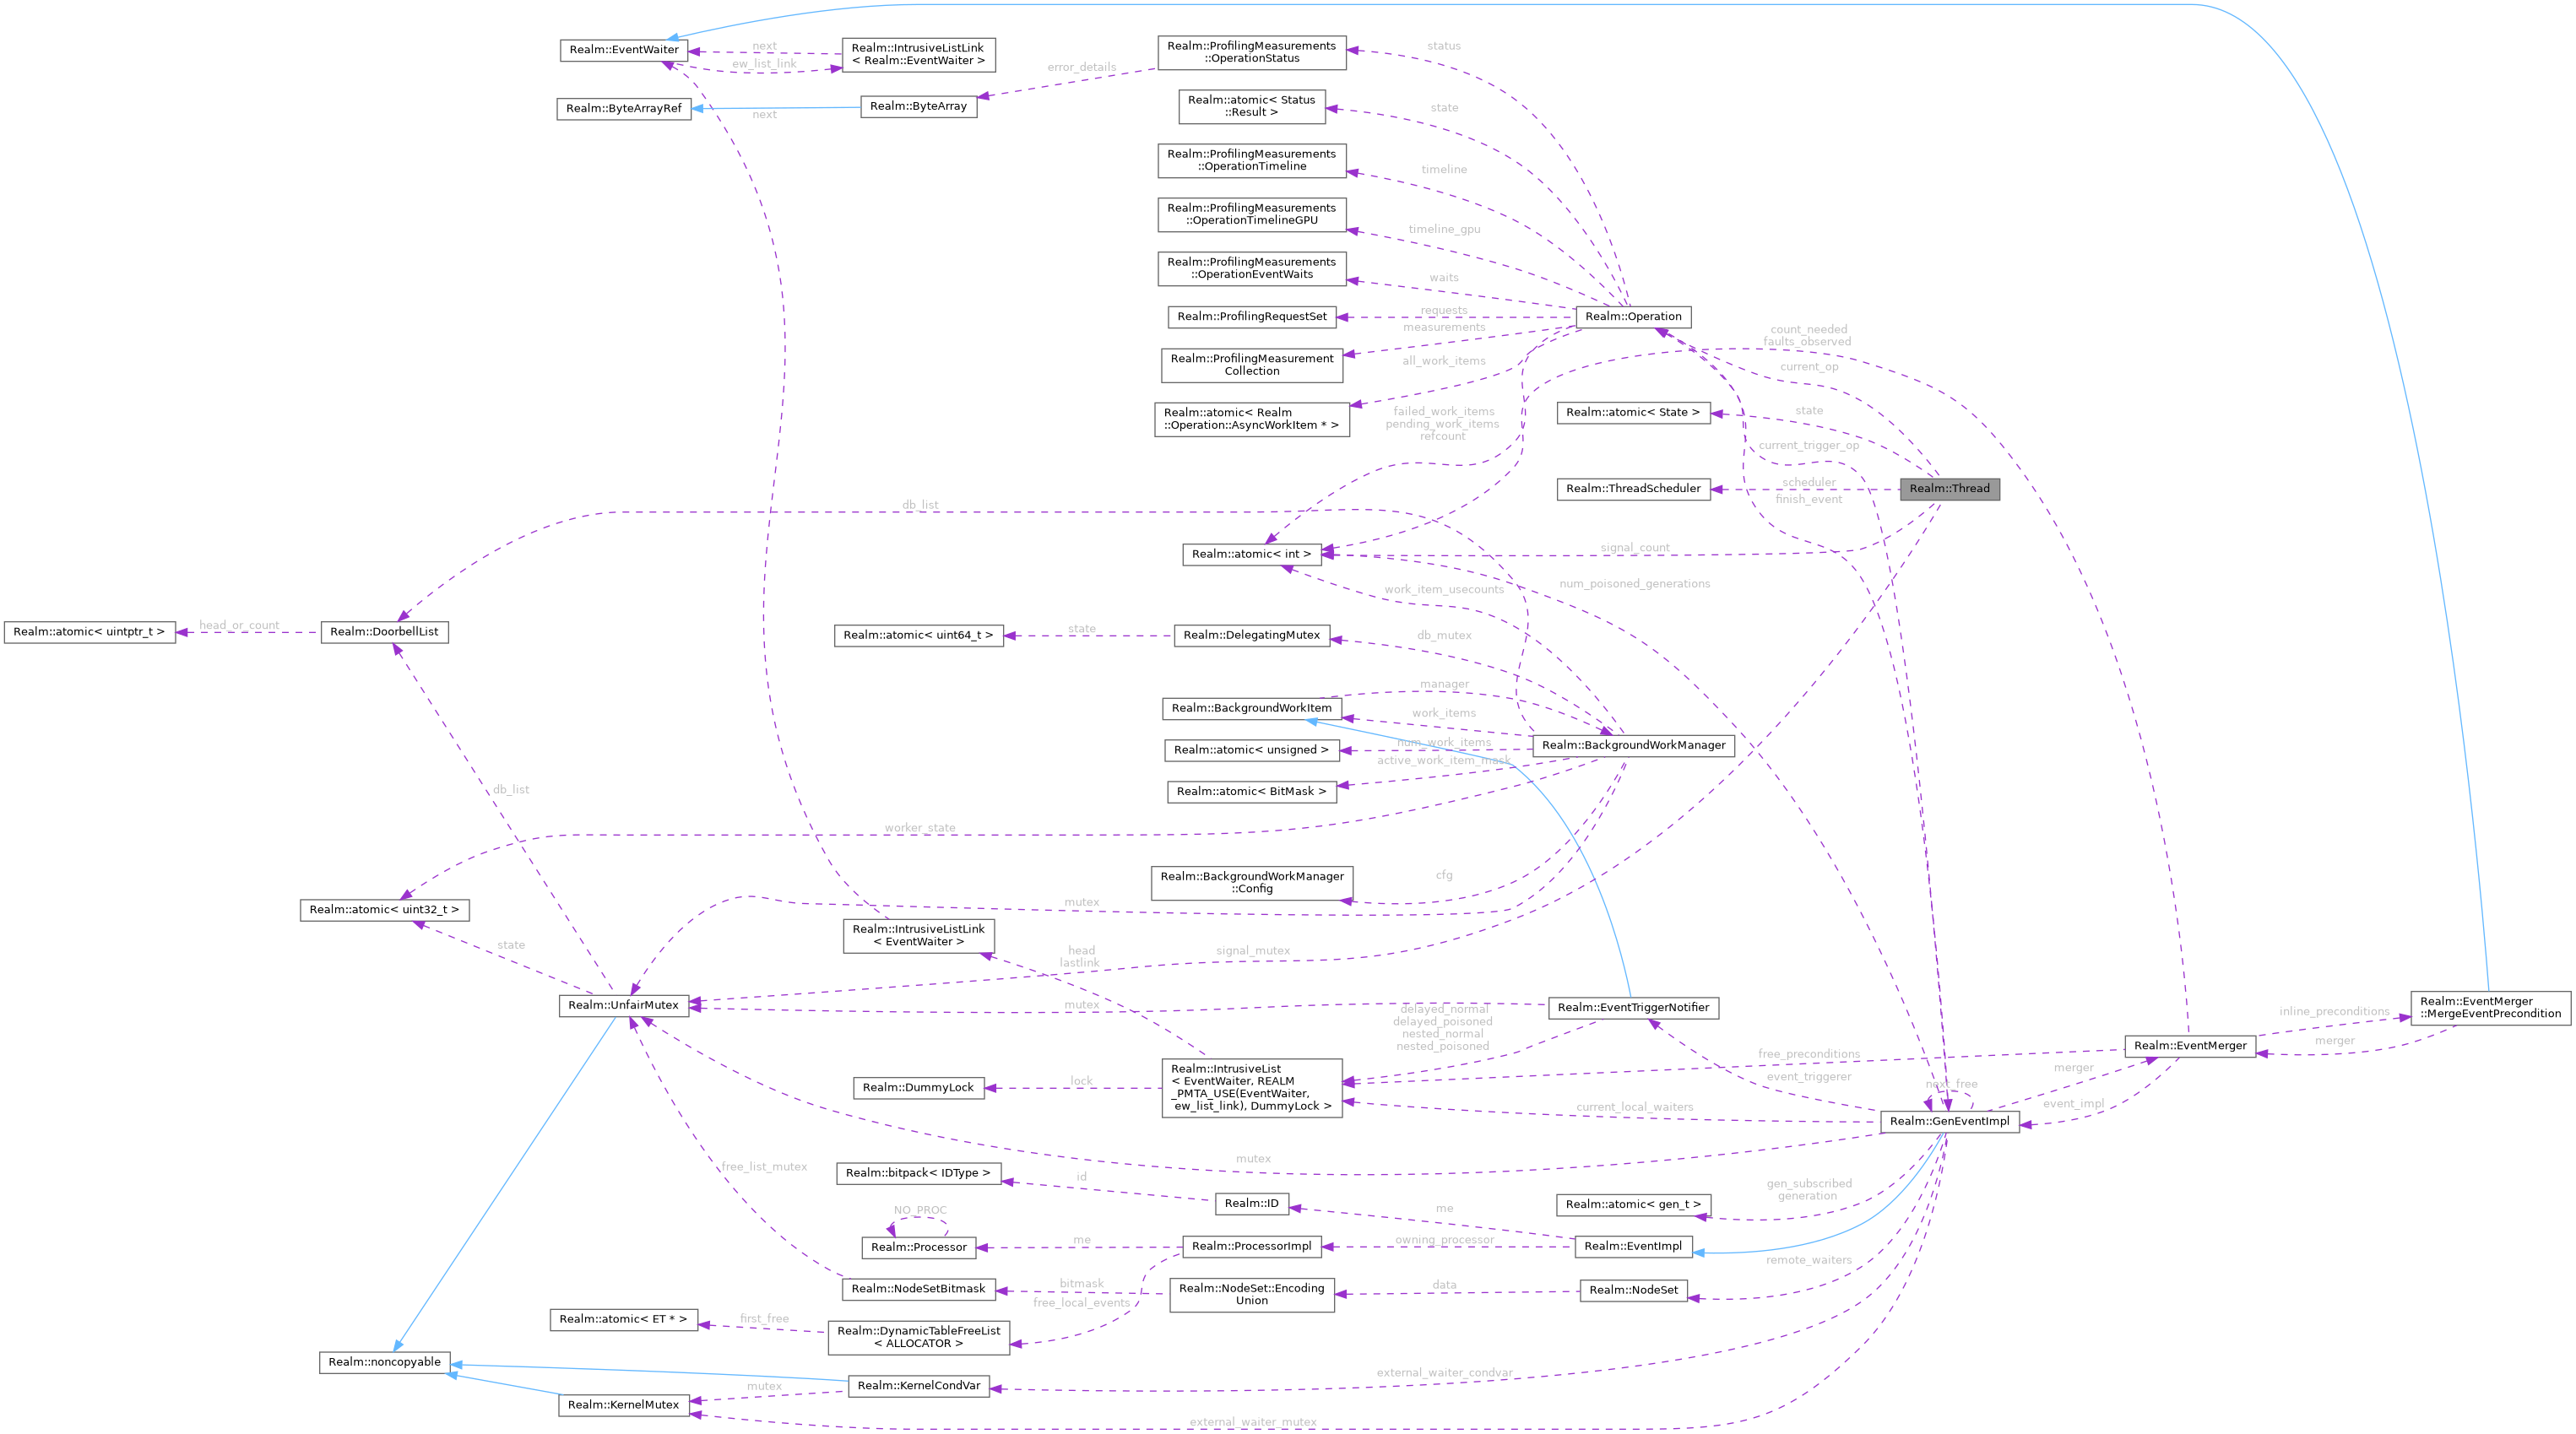 Realm::EventWaiter
next
ew_list_link
Realm::IntrusiveListLink
< Realm::EventWaiter >
Realm::ProfilingMeasurements
::OperationStatus
status
error_details
Realm::ByteArrayRef
Realm::ByteArray
next
Realm::atomic< Status
::Result >
state
Realm::ProfilingMeasurements
::OperationTimeline
timeline
Realm::ProfilingMeasurements
::OperationTimelineGPU
timeline_gpu
Realm::ProfilingMeasurements
::OperationEventWaits
waits
Realm::ProfilingRequestSet
requests
Realm::Operation
measurements
Realm::ProfilingMeasurement
Collection
all_work_items
count_needed
faults_observed
current_op
Realm::atomic< Realm
::Operation::AsyncWorkItem * >
failed_work_items
pending_work_items
refcount
Realm::atomic< State >
state
current_trigger_op
Realm::ThreadScheduler
scheduler
Realm::Thread
finish_event
db_list
Realm::atomic< int >
signal_count
work_item_usecounts
num_poisoned_generations
Realm::atomic< uintptr_t >
head_or_count
Realm::DoorbellList
Realm::atomic< uint64_t >
state
Realm::DelegatingMutex
db_mutex
manager
Realm::BackgroundWorkItem
work_items
Realm::atomic< unsigned >
num_work_items
Realm::BackgroundWorkManager
active_work_item_mask
Realm::atomic< BitMask >
db_list
worker_state
Realm::BackgroundWorkManager
::Config
cfg
Realm::atomic< uint32_t >
mutex
Realm::IntrusiveListLink
< EventWaiter >
state
head
lastlink
signal_mutex
Realm::UnfairMutex
mutex
Realm::EventTriggerNotifier
delayed_normal
delayed_poisoned
nested_normal
nested_poisoned
Realm::EventMerger
::MergeEventPrecondition
inline_preconditions
merger
Realm::EventMerger
free_preconditions
Realm::IntrusiveList
< EventWaiter, REALM
_PMTA_USE(EventWaiter,
ew_list_link), DummyLock >
Realm::DummyLock
lock
event_triggerer
merger
next_free
event_impl
current_local_waiters
Realm::GenEventImpl
mutex
free_list_mutex
Realm::bitpack< IDType >
id
Realm::ID
me
Realm::atomic< gen_t >
gen_subscribed
generation
NO_PROC
Realm::Processor
me
Realm::ProcessorImpl
owning_processor
Realm::EventImpl
remote_waiters
Realm::NodeSetBitmask
bitmask
Realm::NodeSet::Encoding
Union
data
Realm::NodeSet
free_local_events
Realm::atomic< ET * >
first_free
Realm::DynamicTableFreeList
< ALLOCATOR >
Realm::noncopyable
Realm::KernelCondVar
external_waiter_condvar
mutex
Realm::KernelMutex
external_waiter_mutex